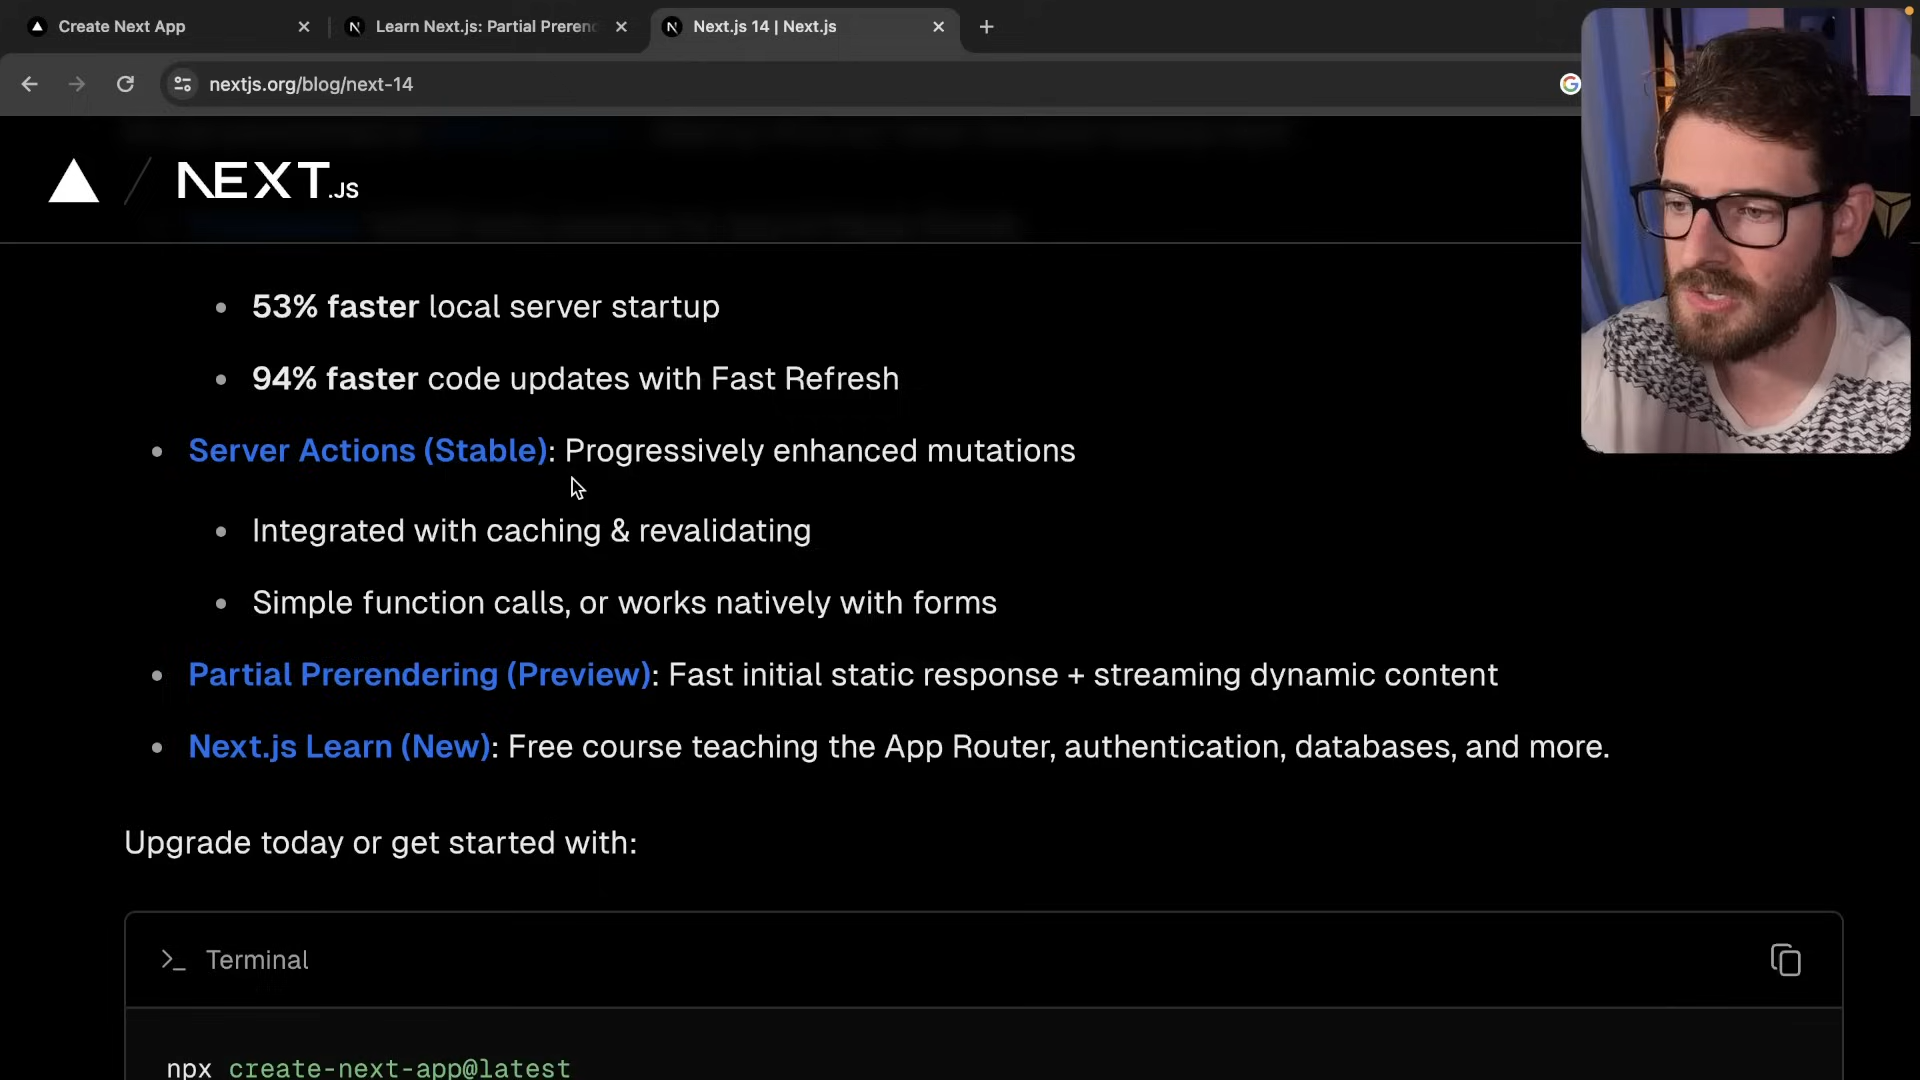 Create Next App
Learn Next.js: Partial Preren
Next.js 14 | Next.js
nextjs.org/blog/next-14
NEXT.JS
53% faster local server startup
94% faster code updates with Fast Refresh
Server Actions (Stable): Progressively enhanced mutations
Integrated with caching & revalidating
Simple function calls, or works natively with forms
Partial Prerendering (Preview): Fast initial static response + streaming dynamic content
Next.js Learn (New): Free course teaching the App Router, authentication, databases, and more.
Upgrade today or get started with:
>_ Terminal
npx create-next-app@latest